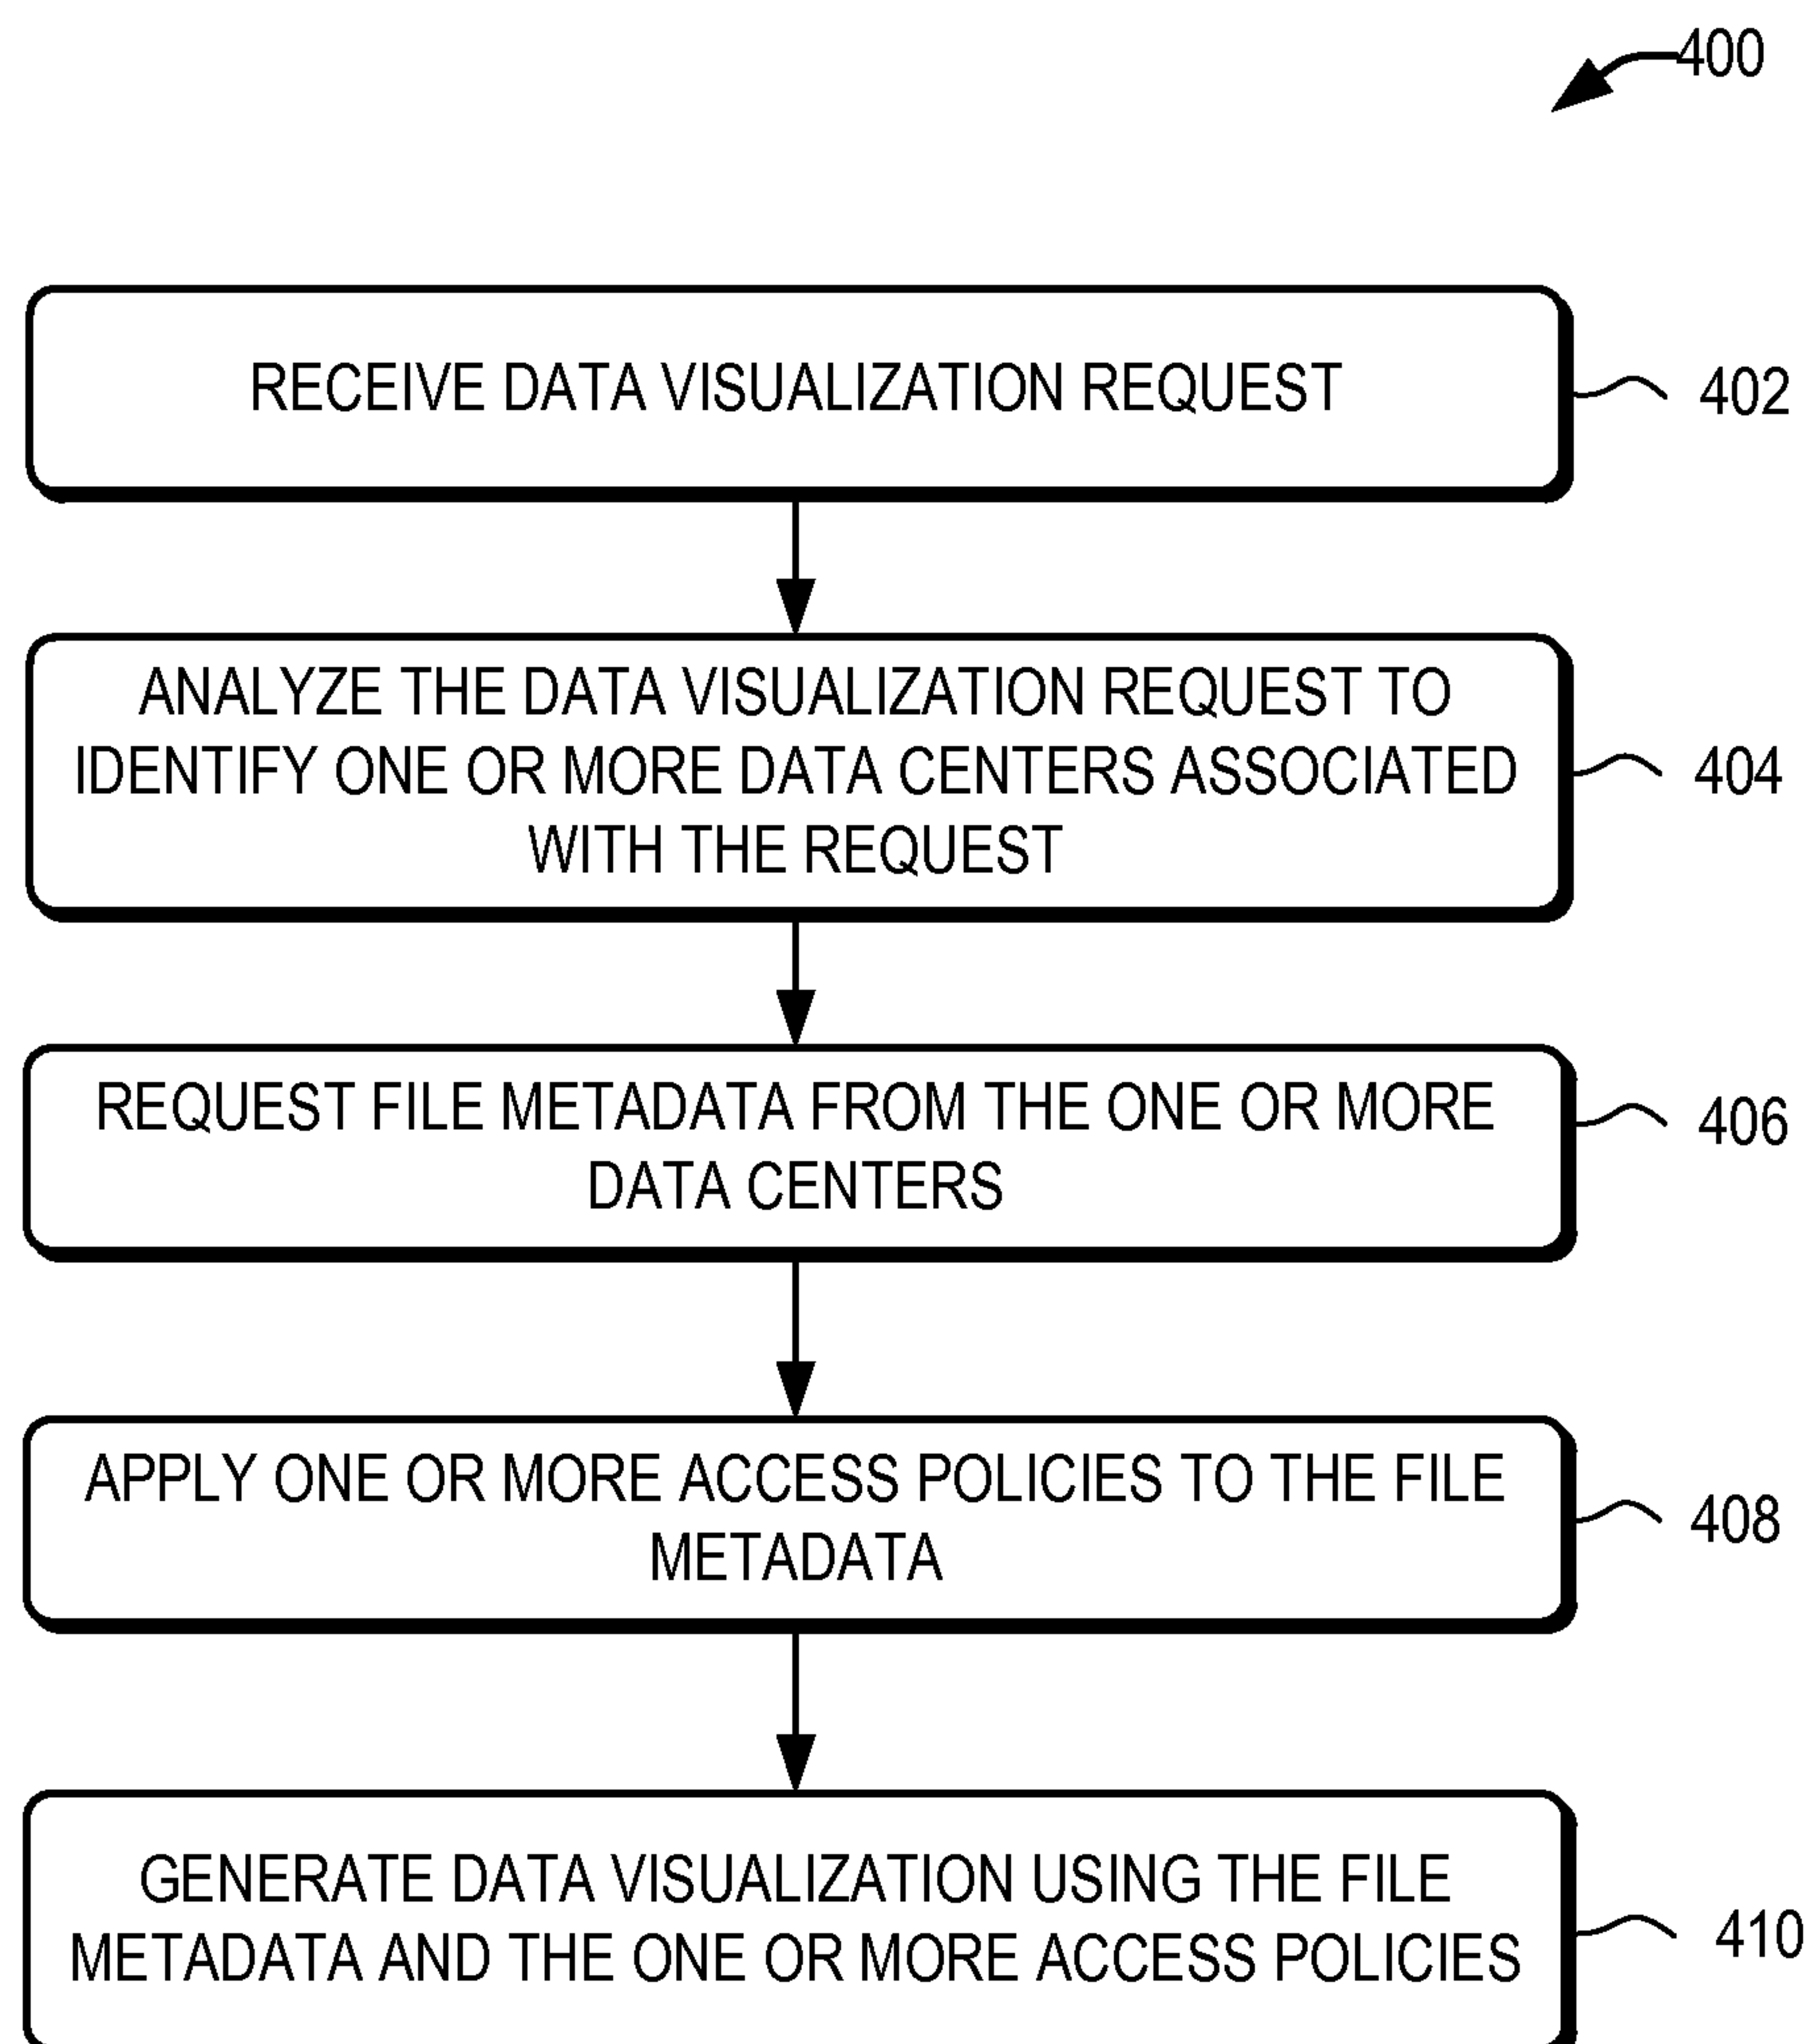 400
RECEIVE DATA VISUALIZATION REQUEST
402
ANALYZE THE DATA VISUALIZATION REQUEST TO
IDENTIFY ONE OR MORE DATA CENTERS ASSOCIATED
WITH THE REQUEST
404
REQUEST FILE METADATA FROM THE ONE OR MORE
DATA CENTERS
406
APPLY ONE OR MORE ACCESS POLICIES TO THE FILE
METADATA
408
GENERATE DATA VISUALIZATION USING THE FILE
METADATA AND THE ONE OR MORE ACCESS POLICIES
410